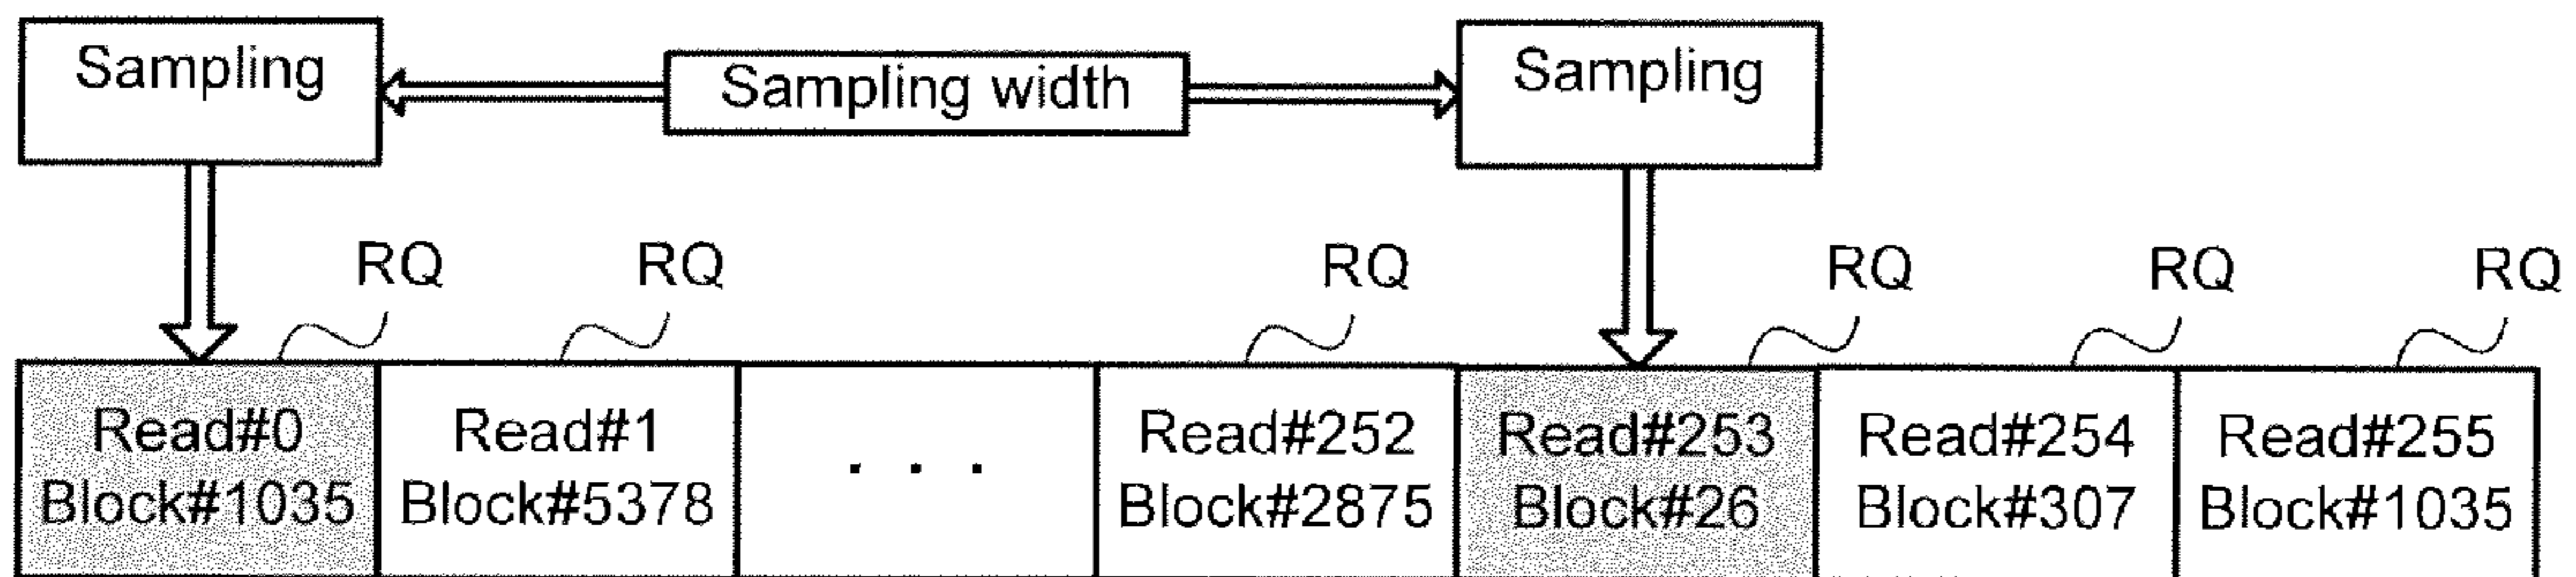 Sampling
Sampling width
Sampling
RQ
RQ
RQ
RQ
RQ
RQ
Read#0
Block#1035
Read#1
Block#5378
. . .
Read#252
Block#2875
Read#253
Block#26
Read#254
Block#307
Read#255
Block#1035